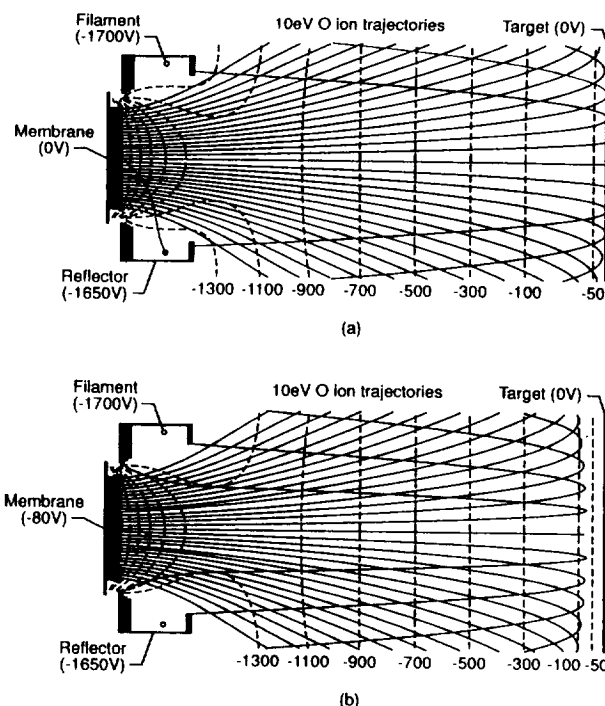 Filament
(-1700V)
10eV O ion trajectories
Target (0V)
Membrane
(0V)
Reflector
(-1650V)
-1300 -1100 -900 -700 -500 -300 -100 -50
(a)
Filament
(-1700V)
10eV O ion trajectories
Target (0V)
Membrane
(-80V)
Reflector
(-1650V)
-1300 -1100 -900 -700 -500 -300 -100 -50
(b)